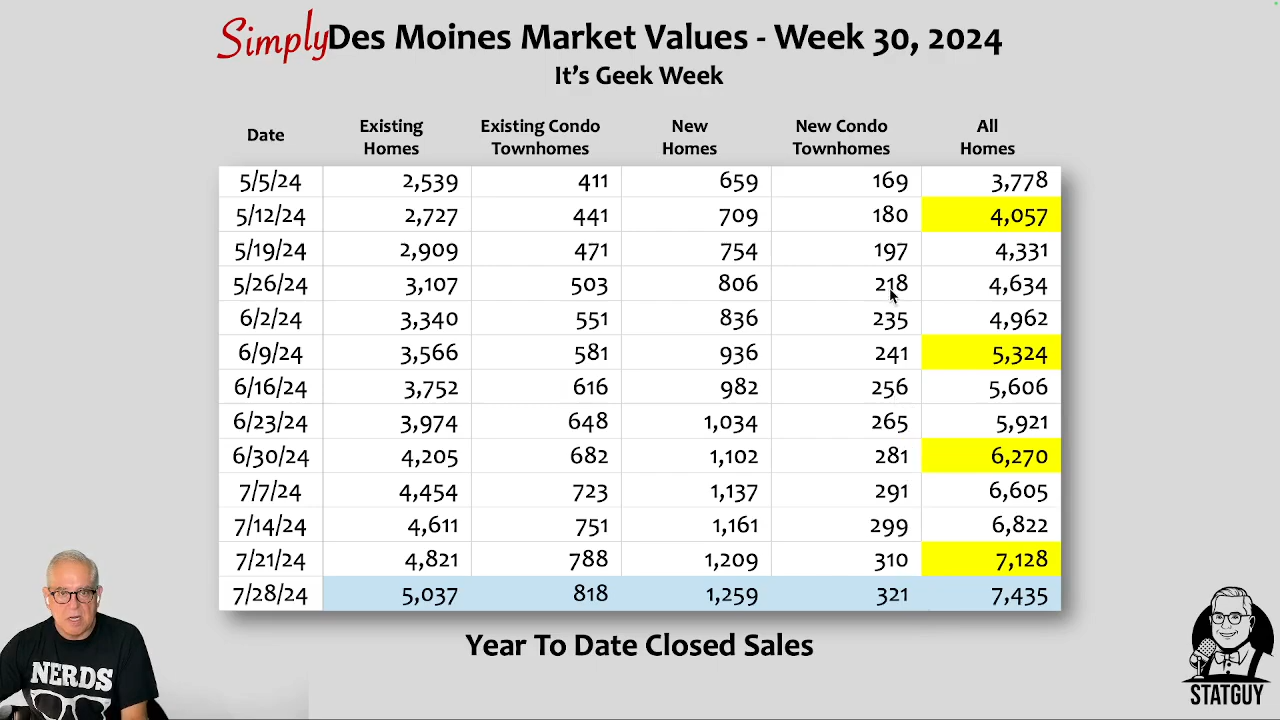 Simply Des Moines Market Values - Week 30, 2024
It's Geek Week
Date Existing Homes Existing Condo Townhomes New Homes New Condo Townhomes All Homes
5/5/24 2,539 411 659 169 3,778
5/12/24 2,727 441 709 180 4,057
5/19/24 2,909 471 754 197 4,331
5/26/24 3,107 503 806 218 4,634
6/2/24 3,340 551 836 235 4,962
6/9/24 3,566 581 936 241 5,324
6/16/24 3,752 616 982 256 5,606
6/23/24 3,974 648 1,034 265 5,921
6/30/24 4,205 682 1,102 281 6,270
7/7/24 4,454 723 1,137 291 6,605
7/14/24 4,611 751 1,161 299 6,822
7/21/24 4,821 788 1,209 310 7,128
7/28/24 5,037 818 1,259 321 7,435
Year To Date Closed Sales
NERDS
STATGUY